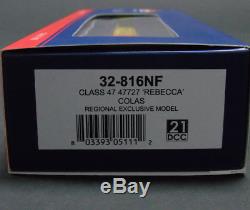 32-816NF
CLASS 47 47727 'REBECCA'
COLAS
REGIONAL EXCLUSIVE MODEL
8 03393 05111 2
21
DCC